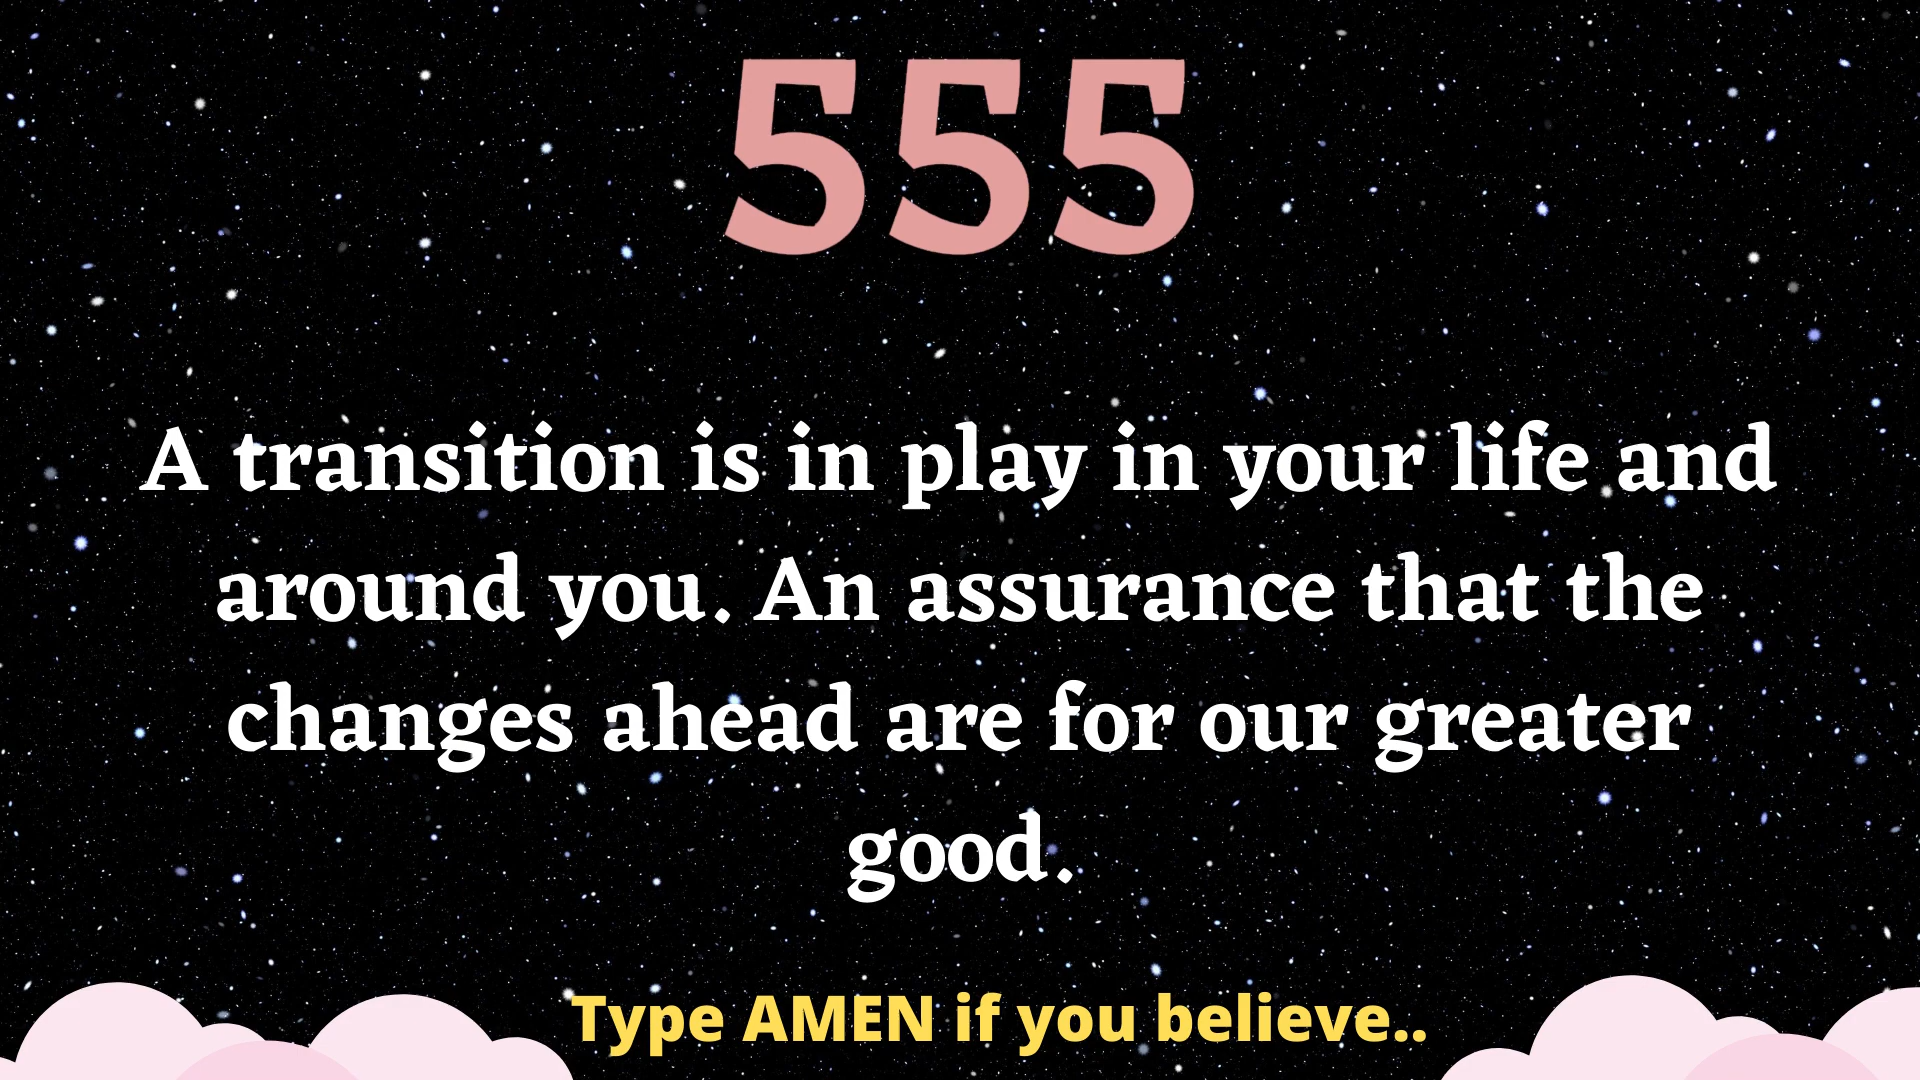 555
A transition is in play in your life and
around you. An assurance that the
changes ahead are for our greater
good.
Type AMEN if you believe..